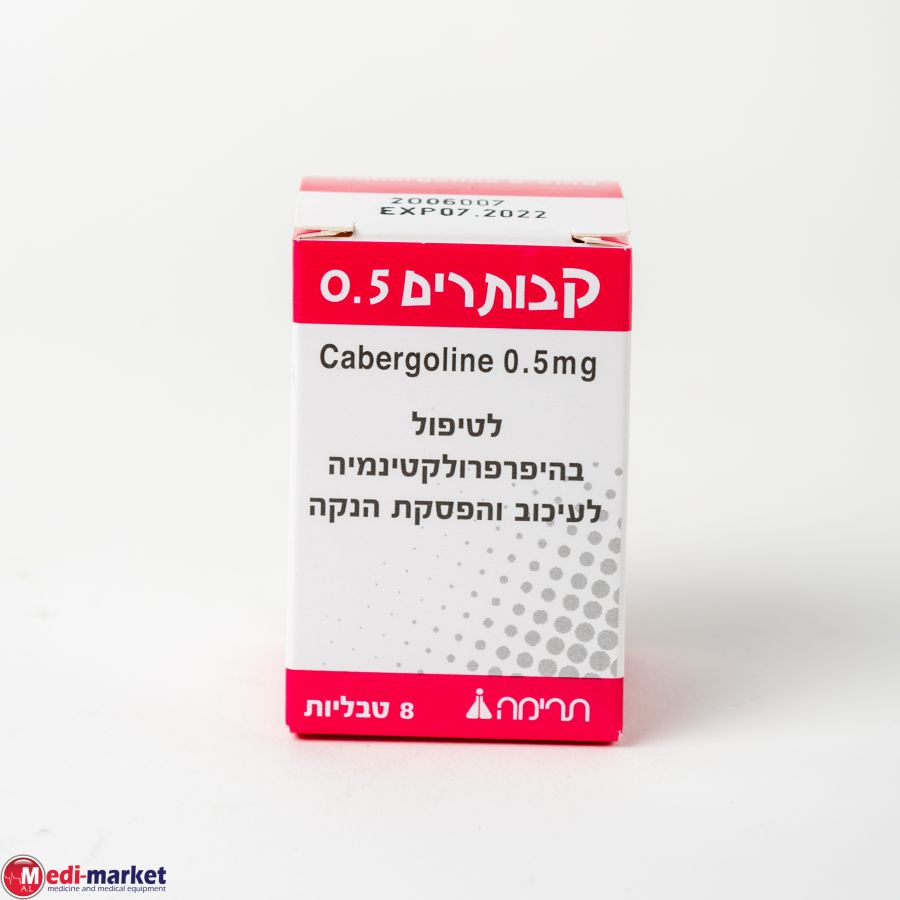 2006007
EXP07.2022
קבותרים 0.5
Cabergoline 0.5mg
לטיפול
בהיפרפרולקטינמיה
לעיכוב והפסקת הנקה
8 טבליות
תרימה
Medi-market
A.L
medicine and medical equipment